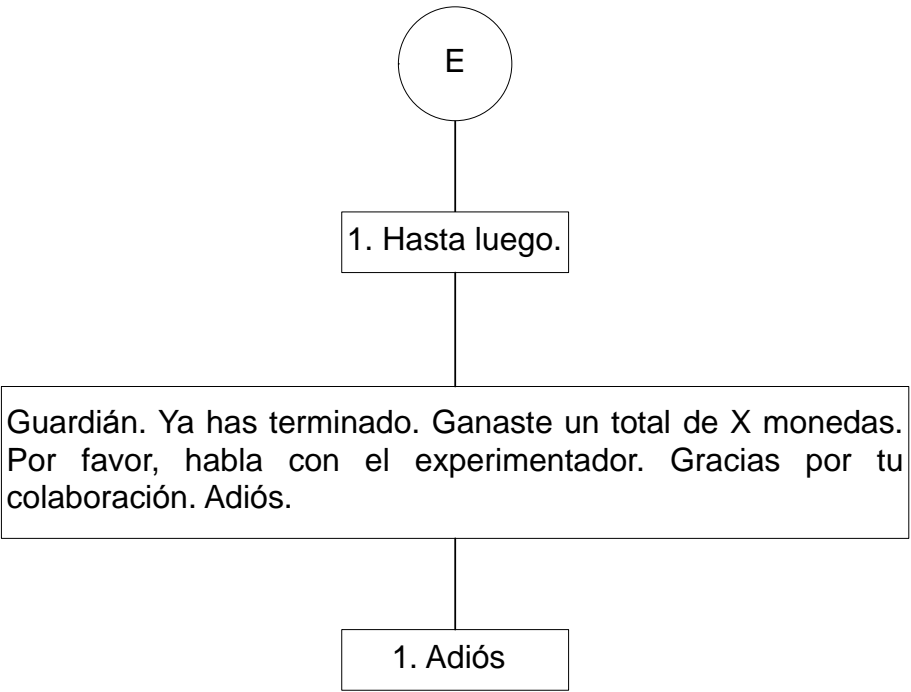 E
1. Hasta luego.
Guardián. Ya has terminado. Ganaste un total de X monedas.
Por favor, habla con el experimentador. Gracias por tu
colaboración. Adiós.
1. Adiós